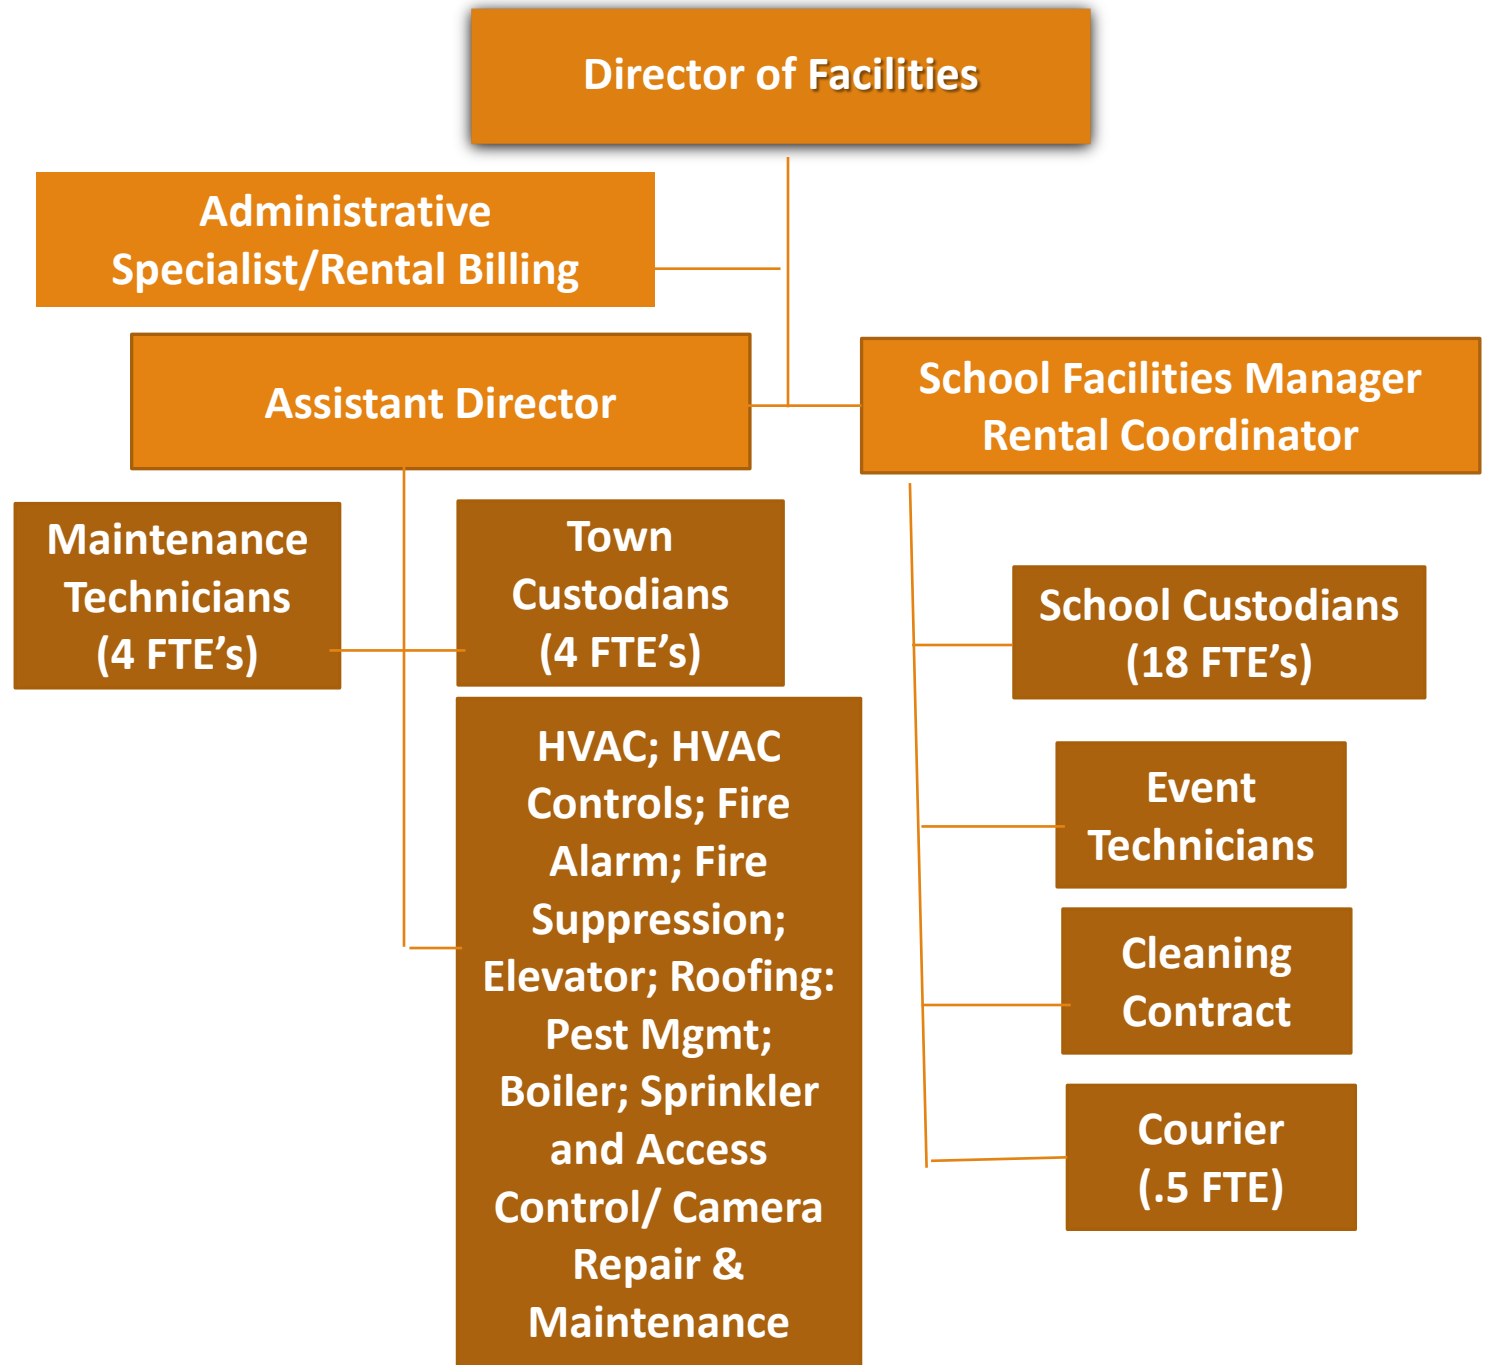 Director of Facilities
Administrative
Specialist/Rental Billing
Assistant Director
School Facilities Manager
Rental Coordinator
Maintenance
Technicians
(4 FTE’s)
Town
Custodians
(4 FTE’s)
School Custodians
(18 FTE’s)
HVAC; HVAC
Controls; Fire
Alarm; Fire
Suppression;
Elevator; Roofing:
Pest Mgmt;
Boiler; Sprinkler
and Access
Control/ Camera
Repair &
Maintenance
Event
Technicians
Cleaning
Contract
Courier
(.5 FTE)